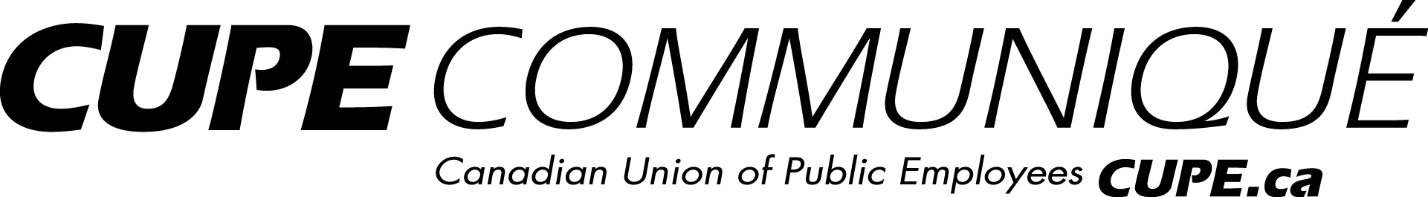 CUPE COMMUNIQUÉ
Canadian Union of Public Employees CUPE.ca